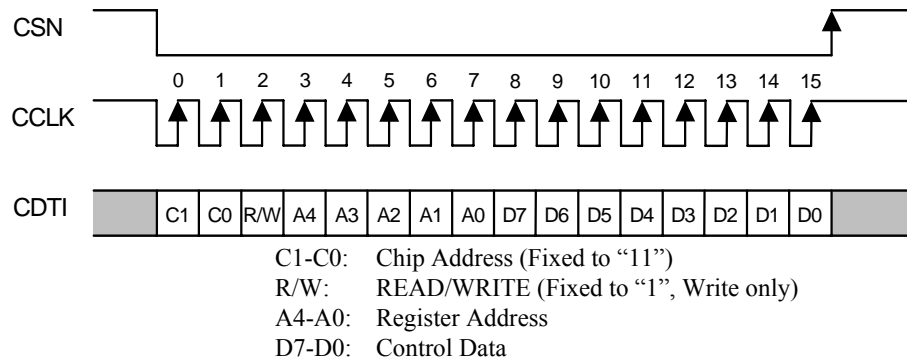 CSN
0 1 2 3 4 5 6 7 8 9 10 11 12 13 14 15
CCLK
CDTI C1 C0 R/W A4 A3 A2 A1 A0 D7 D6 D5 D4 D3 D2 D1 D0
C1-C0: Chip Address (Fixed to “11”)
R/W: READ/WRITE (Fixed to “1”, Write only)
A4-A0: Register Address
D7-D0: Control Data